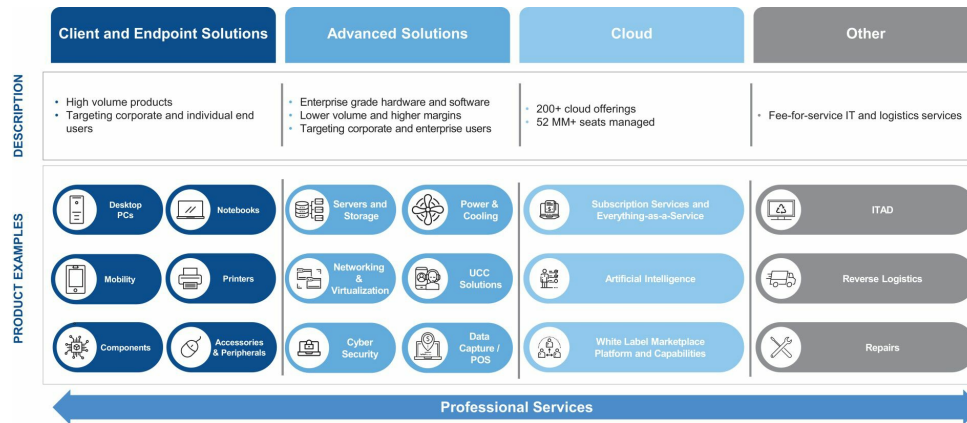 Client and Endpoint Solutions
Advanced Solutions
Cloud
Other
DESCRIPTION
• High volume products
• Targeting corporate and individual end
users
• Enterprise grade hardware and software
• Lower volume and higher margins
• Targeting corporate and enterprise users
• 200+ cloud offerings
• 52 MM+ seats managed
• Fee-for-service IT and logistics services
PRODUCT EXAMPLES
Desktop
PCs
Notebooks
Mobility
Printers
Components
Accessories
& Peripherals
Servers and
Storage
Power &
Cooling
Networking
&
Virtualization
UCC
Solutions
Cyber
Security
Data
Capture /
POS
Subscription Services and
Everything-as-a-Service
Artificial Intelligence
White Label Marketplace
Platform and Capabilities
ITAD
Reverse Logistics
Repairs
Professional Services